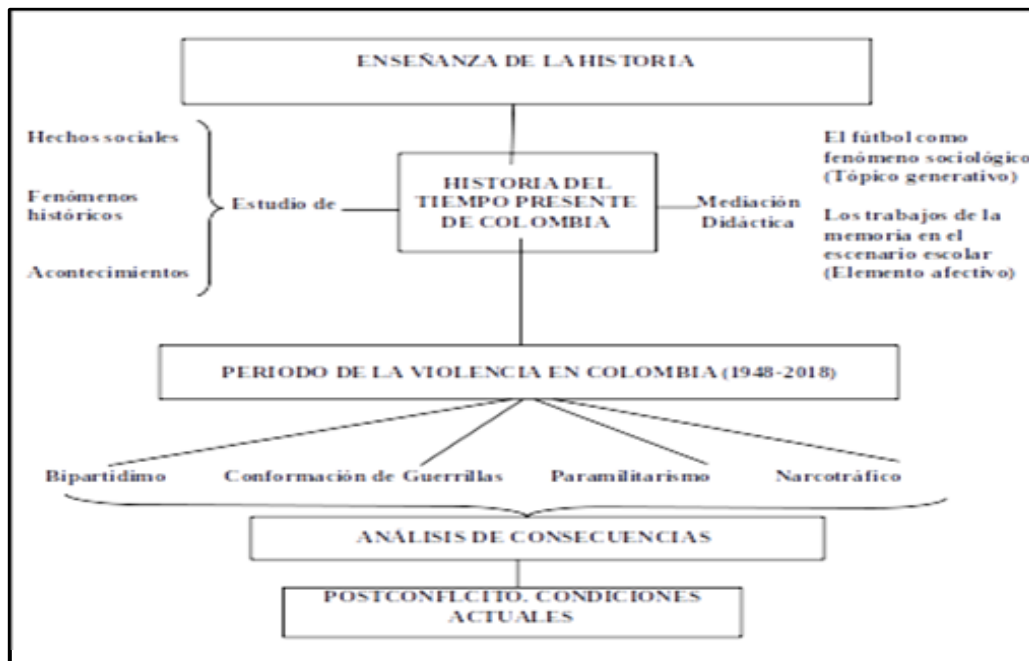 ENSEÑANZA DE LA HISTORIA
Hechos sociales
Fenómenos
históricos
Acontecimientos
Estudio de
HISTORIA DEL
TIEMPO PRESENTE
DE COLOMBIA
Mediación
Didáctica
El fútbol como
fenómeno sociológico
(Tópico generativo)
Los trabajos de la
memoria en el
escenario escolar
(Elemento afectivo)
PERIODO DE LA VIOLENCIA EN COLOMBIA (1948-2018)
Bipartidimo
Conformación de Guerrillas
Paramilitarismo
Narcotráfico
ANÁLISIS DE CONSECUENCIAS
POSTCONFLCITO. CONDICIONES
ACTUALES